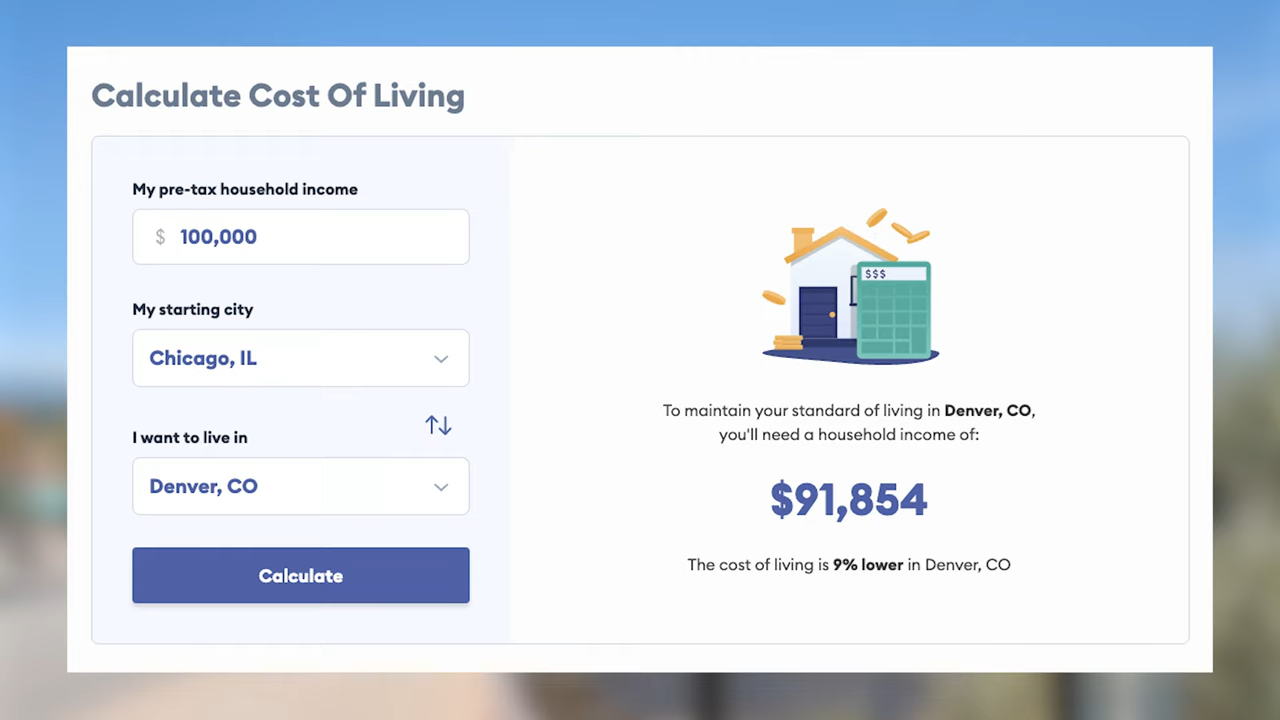 Calculate Cost Of Living
My pre-tax household income
$ 100,000
My starting city
Chicago, IL
I want to live in
Denver, CO
Calculate
$$$
To maintain your standard of living in Denver, CO,
you'll need a household income of:
$91,854
The cost of living is 9% lower in Denver, CO